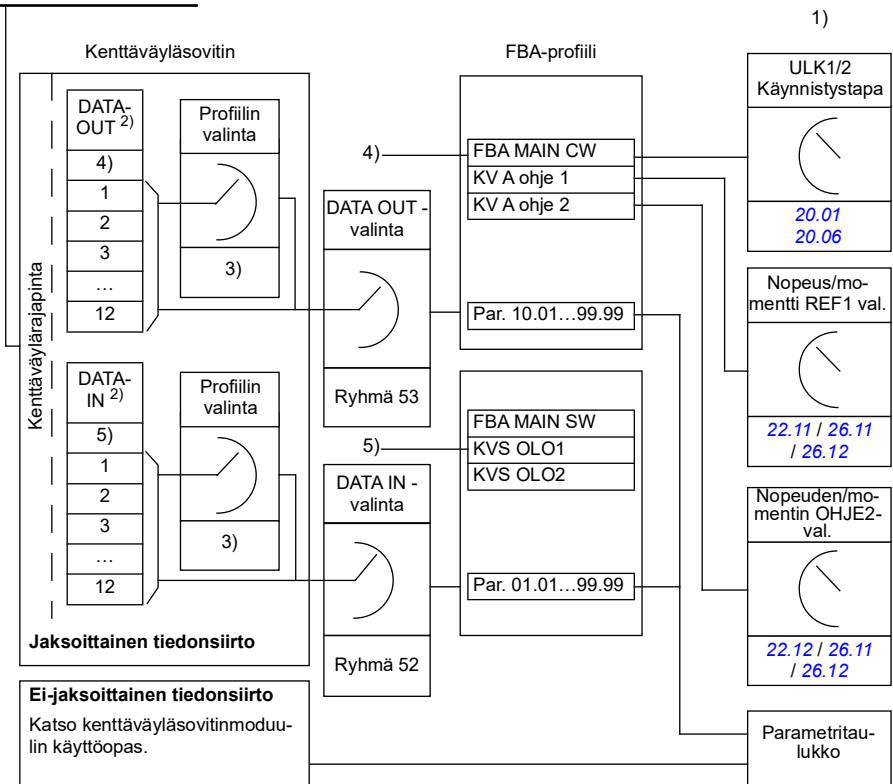 1)
Kenttäväyläsovitin
FBA-profiili
Kenttävylärajapinta
DATA-
OUT 2)
4)
1
2
3
…
12
Profiilin
valinta
3)
4)
DATA OUT -
valinta
Ryhmä 53
FBA MAIN CW
KV A ohje 1
KV A ohje 2
Par. 10.01…99.99
ULK1/2
Käynnistystapa
20.01
20.06
Nopeus/mo-
mentti REF1 val.
22.11 / 26.11
/ 26.12
DATA-
IN 2)
5)
1
2
3
…
12
Profiilin
valinta
3)
5)
DATA IN -
valinta
Ryhmä 52
FBA MAIN SW
KVS OLO1
KVS OLO2
Par. 01.01…99.99
Nopeuden/mo-
mentin OHJE2-
val.
22.12 / 26.11
/ 26.12
Jaksoittainen tiedonsiirto
Ei-jaksoittainen tiedonsiirto
Katso kenttäväyläsovitinmoduu-
lin käyttöopas.
Parametritau-
lukko